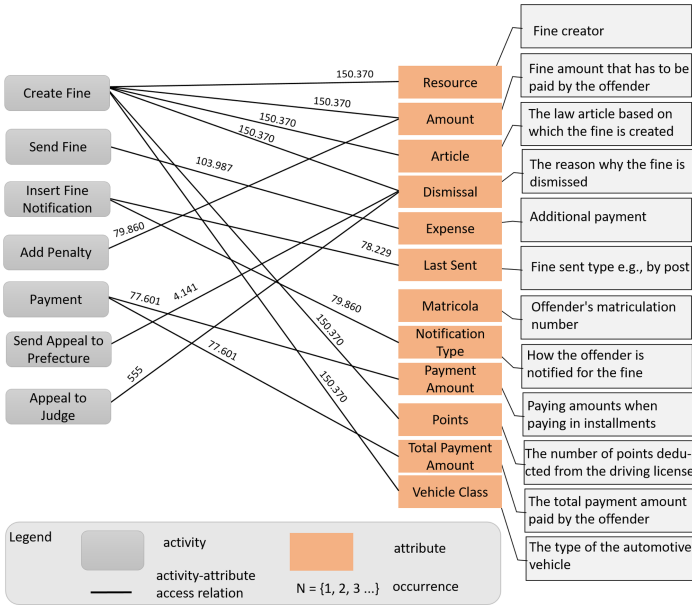 Create Fine
Send Fine
Insert Fine
Notification
Add Penalty
Payment
Send Appeal to
Prefecture
Appeal to
Judge
150.370
150.370
150.370
150.370
103.987
79.860
78.229
77.601
4.141
79.860
150.370
77.601
150.370
555
Resource
Amount
Article
Dismissal
Expense
Last Sent
Matricola
Notification
Type
Payment
Amount
Points
Total Payment
Amount
Vehicle Class
Fine creator
Fine amount that has to be
paid by the offender
The law article based on
which the fine is created
The reason why the fine is
dismissed
Additional payment
Fine sent type e.g., by post
Offender's matriculation
number
How the offender is
notified for the fine
Paying amounts when
paying in installments
The number of points dedu-
cted from the driving license
The total payment amount
paid by the offender
The type of the automotive
vehicle
Legend
activity
attribute
activity-attribute
access relation
N = {1, 2, 3 ...}
occurrence